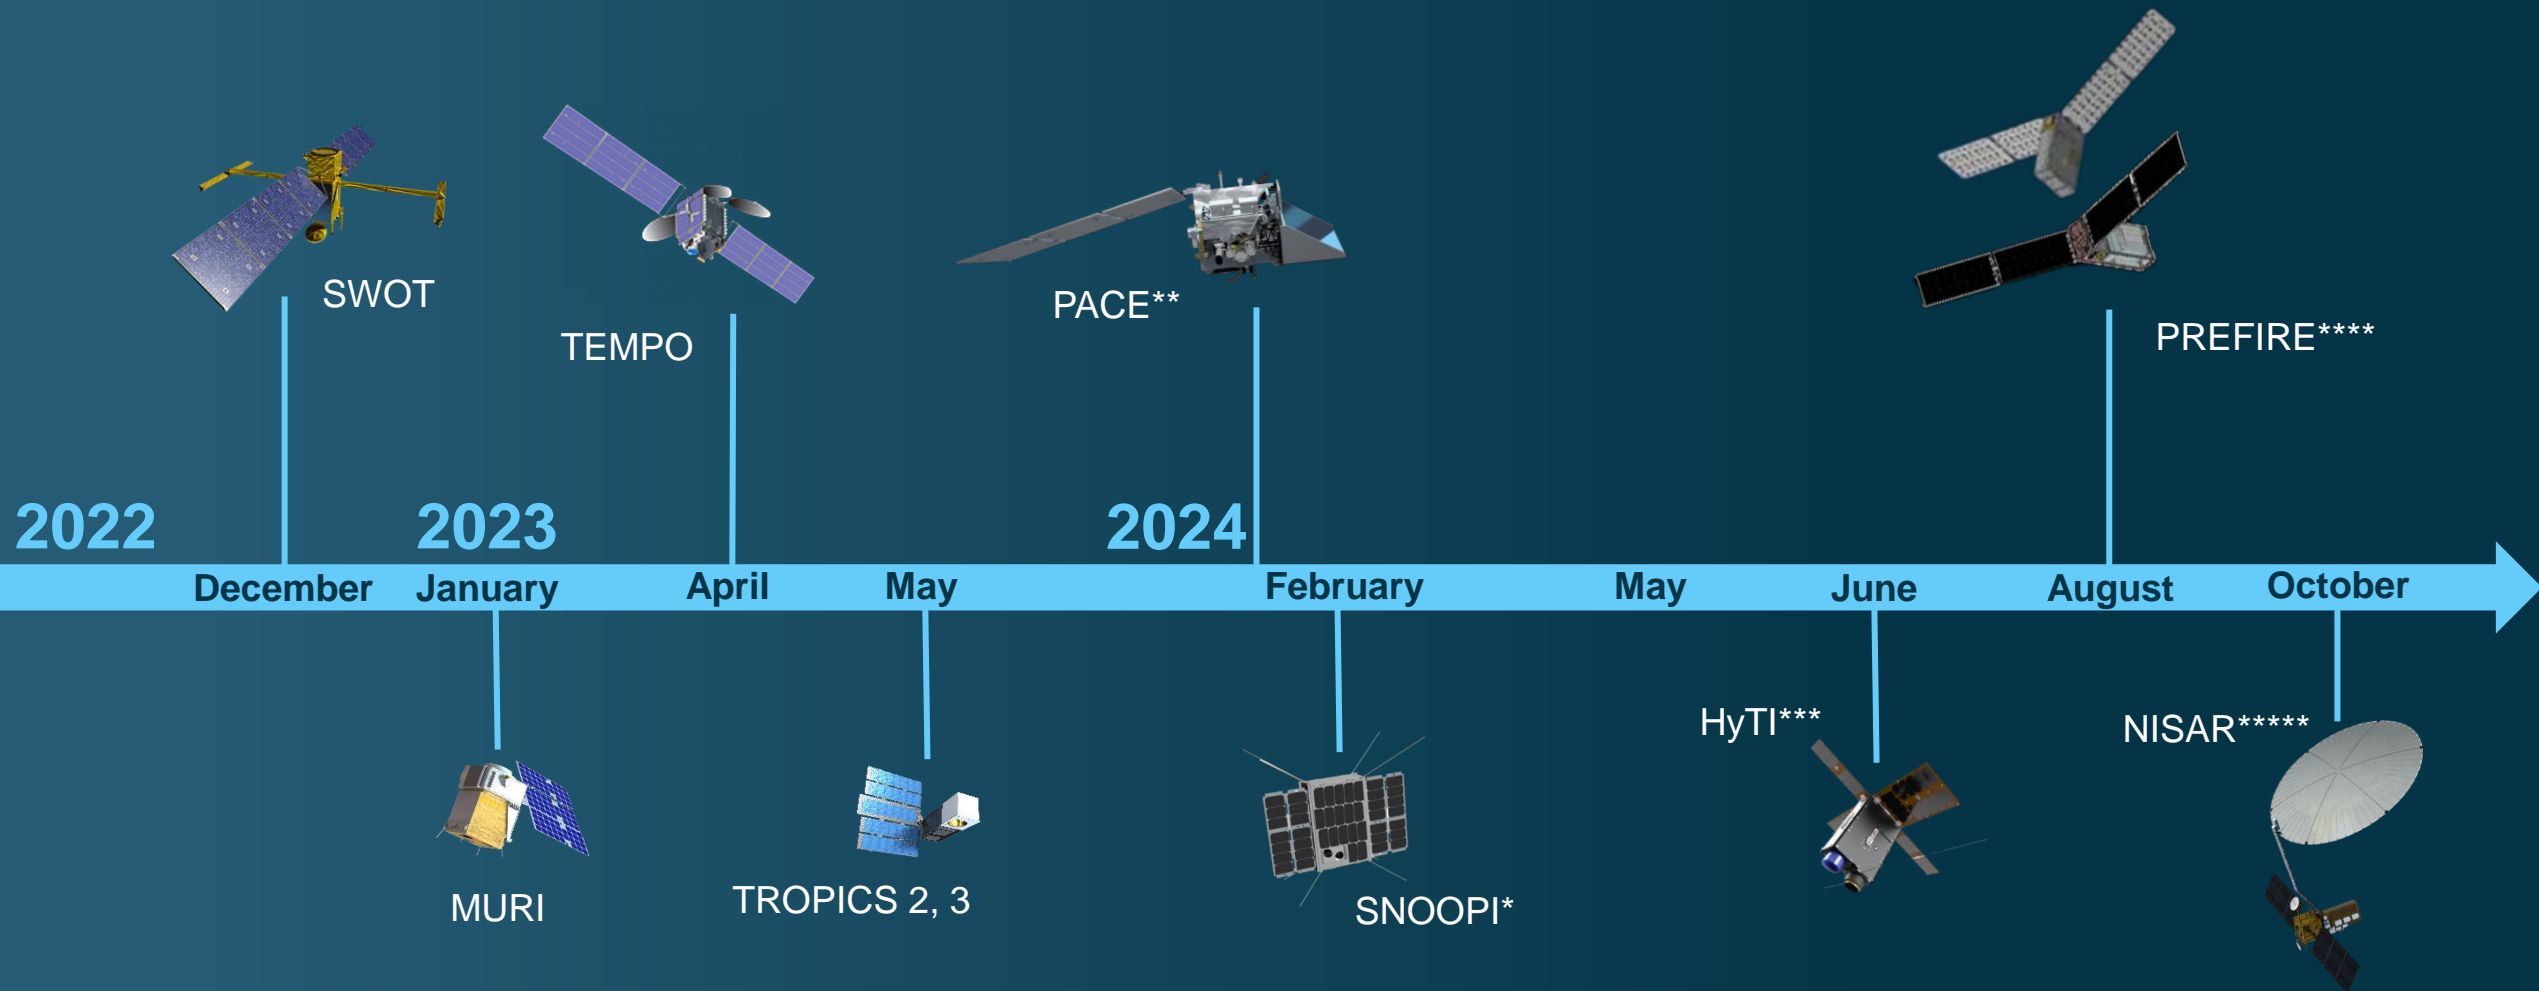 SWOT
TEMPO
PACE**
PREFIRE****
2022
2023
2024
December
January
April
May
February
May
June
August
October
MURI
TROPICS 2, 3
SNOOPI*
HyTI***
NISAR*****